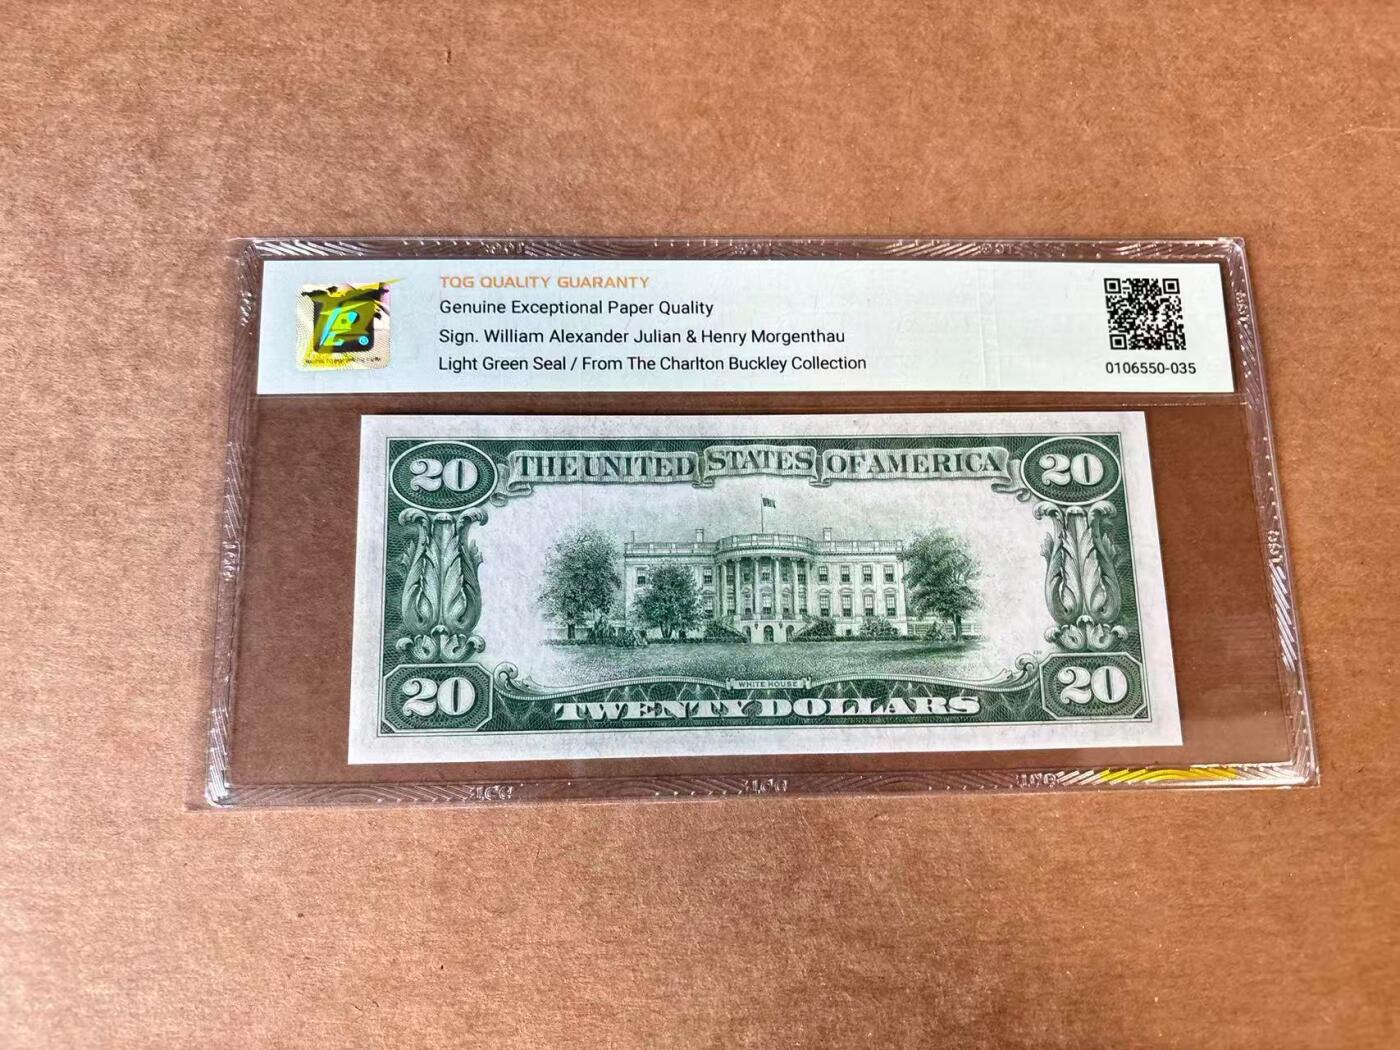 TQG QUALITY GUARANTY
Genuine Exceptional Paper Quality
Sign. William Alexander Julian & Henry Morgenthau
Light Green Seal / From The Charlton Buckley Collection
0106550-035
20 THE UNITED STATES OF AMERICA 20
WHITE HOUSE
20 TWENTY DOLLARS 20